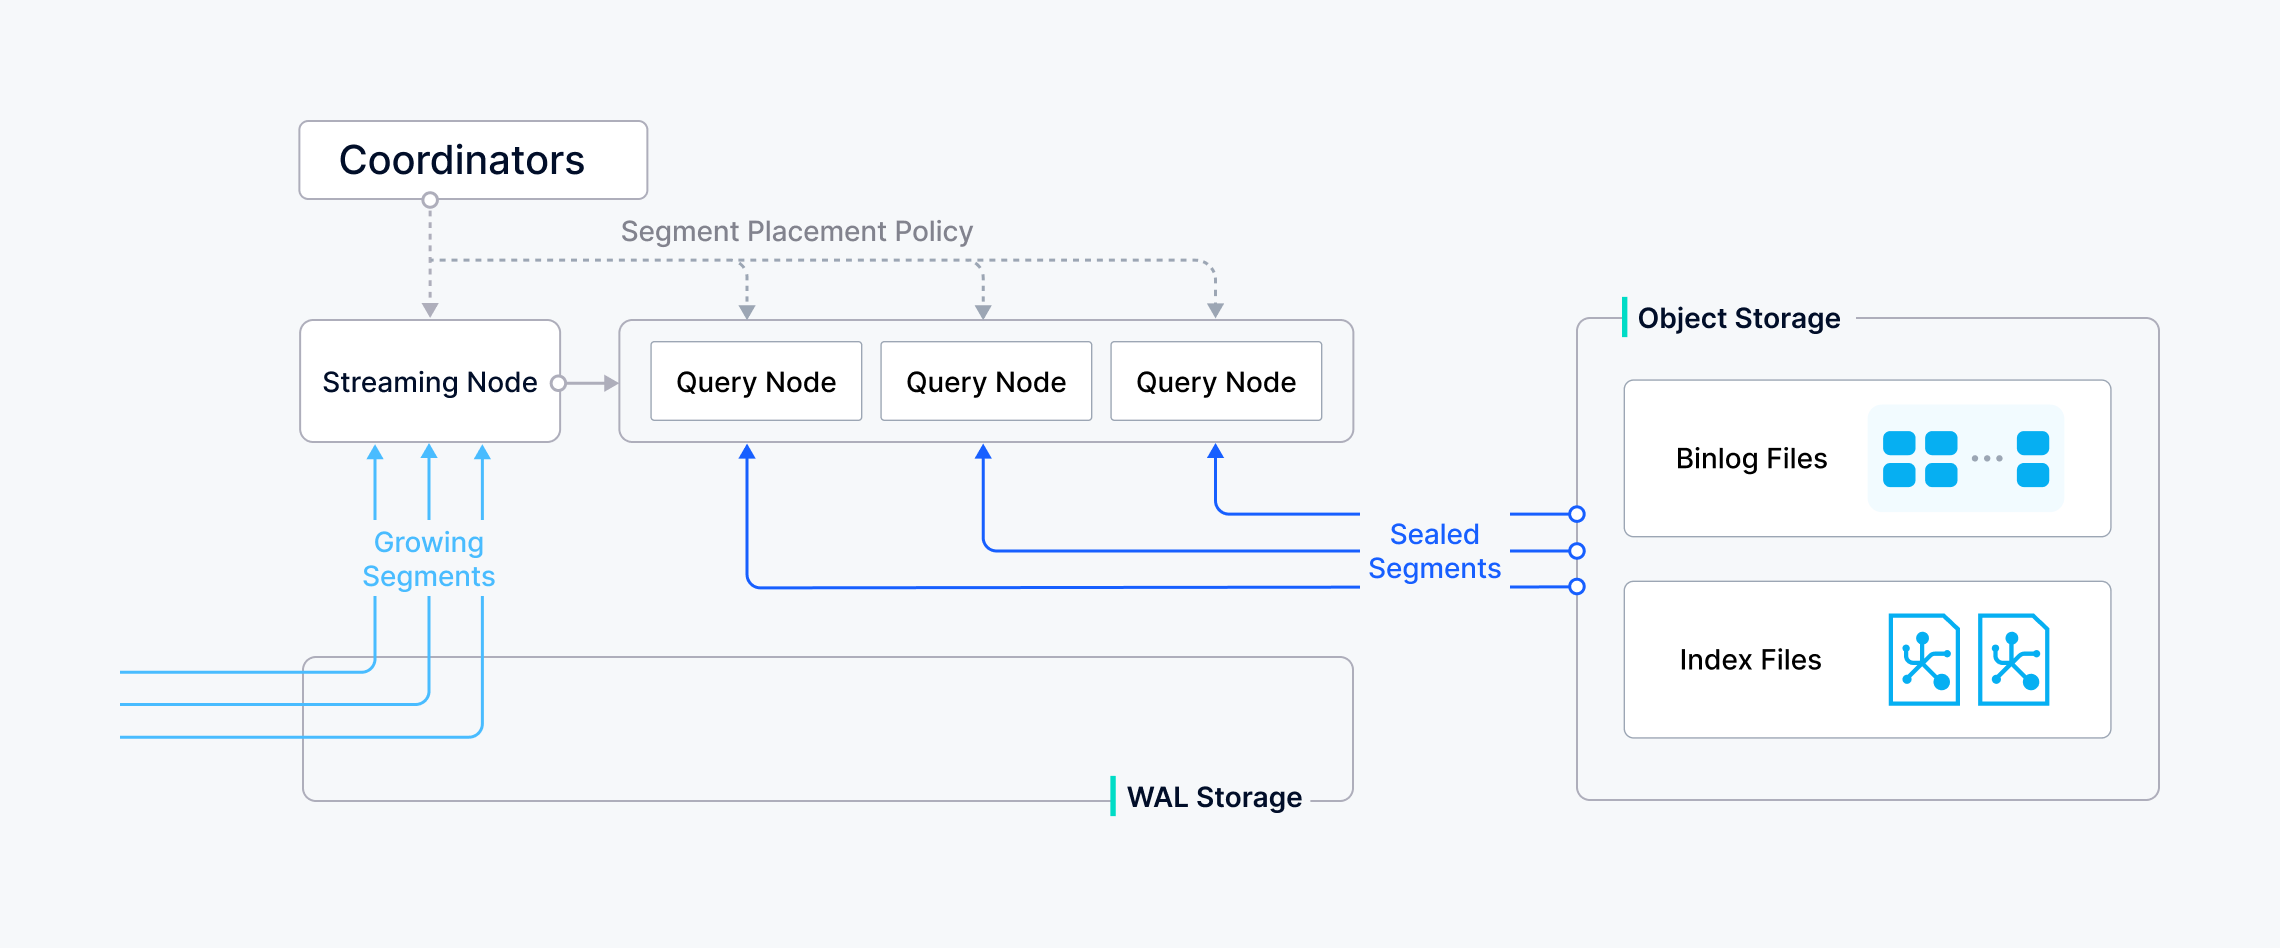 Coordinators
Segment Placement Policy
Object Storage
Streaming Node
Query Node
Query Node
Query Node
Binlog Files
Growing
Segments
Sealed
Segments
Index Files
WAL Storage